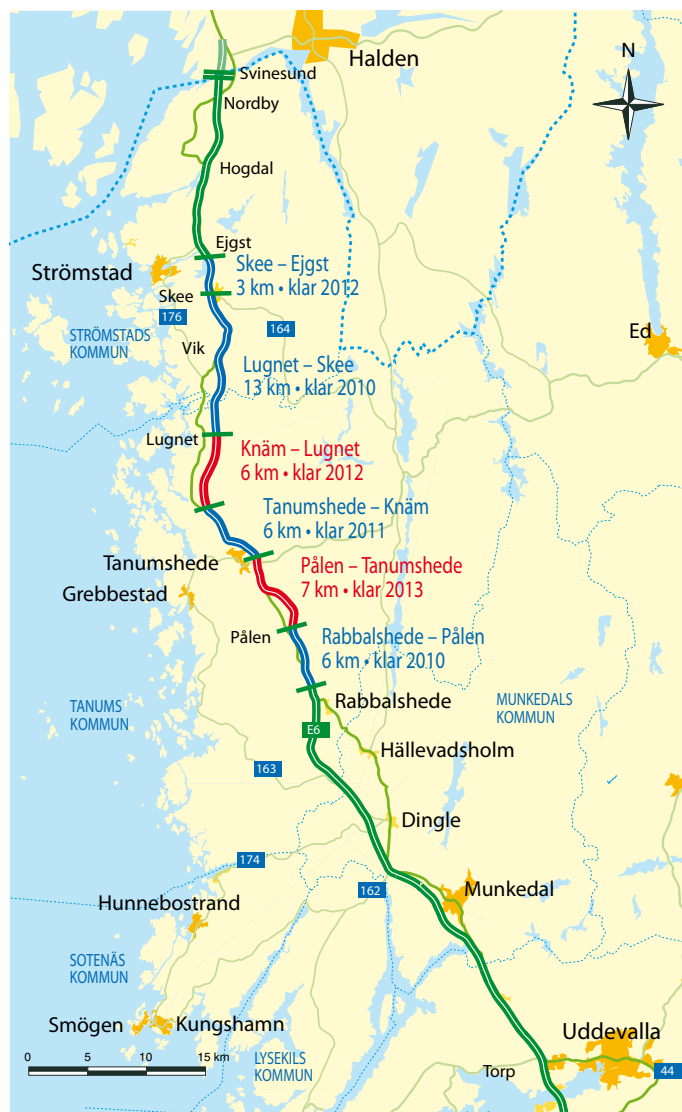 Halden
N
Svinesund
Nordby
Hogdal
Ejgst
Strömstad
Skee – Ejgst
3 km • klar 2012
Skee
176
164
STRÖMSTADS
KOMMUN
Vik
Ed
Lugnet – Skee
13 km • klar 2010
Lugnet
Knäm – Lugnet
6 km • klar 2012
Tanumshede – Knäm
6 km • klar 2011
Tanumshede
Pålen – Tanumshede
7 km • klar 2013
Grebbestad
Pålen
Rabbalshede – Pålen
6 km • klar 2010
Rabbalshede
TANUMS
KOMMUN
MUNKEDALS
KOMMUN
E6
Hällevadsholm
163
Dingle
174
162
Munkedal
Hunnebostrand
SOTENÄS
KOMMUN
Smögen
Kungshamn
Uddevalla
0 5 10 15 km
LYSEKILS
KOMMUN
Torp
44